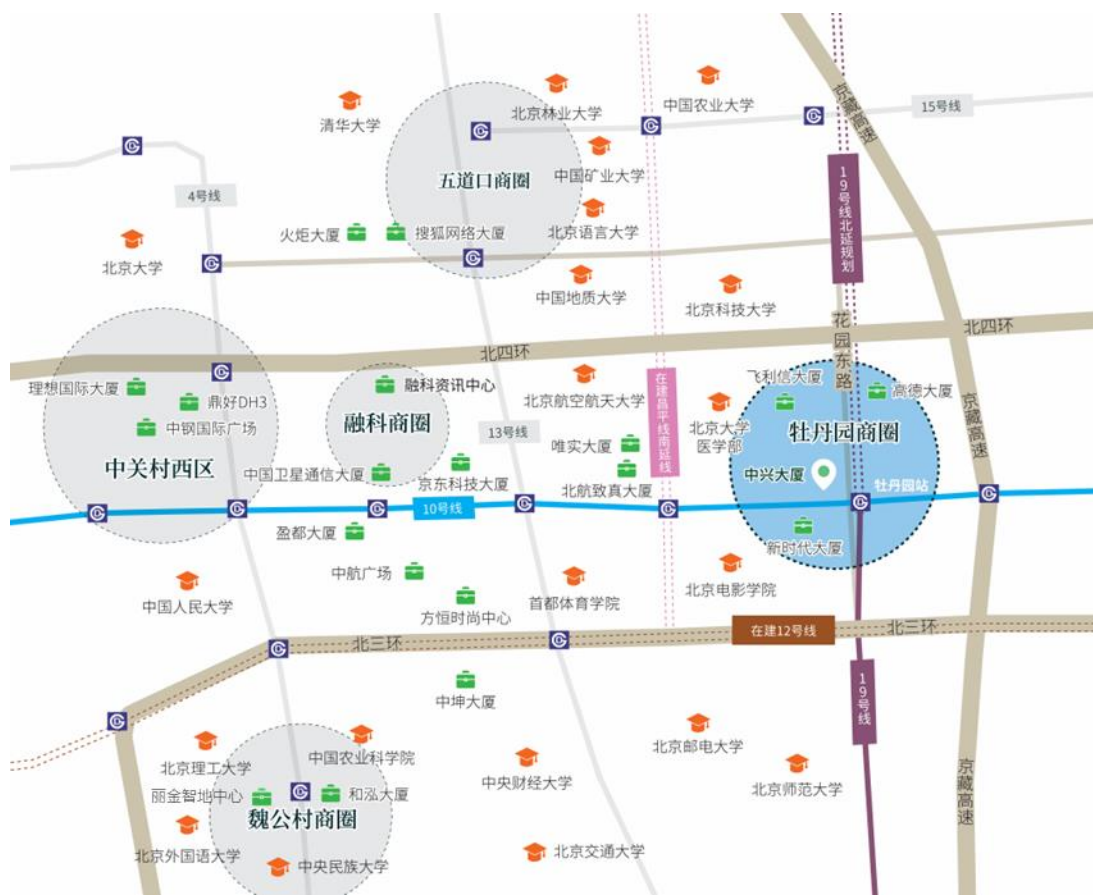 清华大学
北京林业大学
中国农业大学
15号线
京藏高速
五道口商圈
中国矿业大学
4号线
19号线北延规划
火炬大厦
搜狐网络大厦
北京语言大学
北京大学
中国地质大学
北京科技大学
花园东路
北四环
北四环
理想国际大厦
鼎好DH3
中钢国际广场
中关村西区
融科资讯中心
融科商圈
中国卫星通信大厦
13号线
京东科技大厦
北京航空航天大学
唯实大厦
北航致真大厦
在建昌平线南延线
北京大学
医学部
飞利信大厦
高德大厦
牡丹园商圈
中兴大厦
牡丹园站
京藏高速
10号线
盈都大厦
新时代大厦
中航广场
中国人民大学
方恒时尚中心
首都体育学院
北京电影学院
北三环
在建12号线
北三环
中坤大厦
19号线
北京理工大学
中国农业科学院
中央财经大学
北京邮电大学
北京师范大学
京藏高速
丽金智地中心
和泓大厦
魏公村商圈
北京外国语大学
中央民族大学
北京交通大学